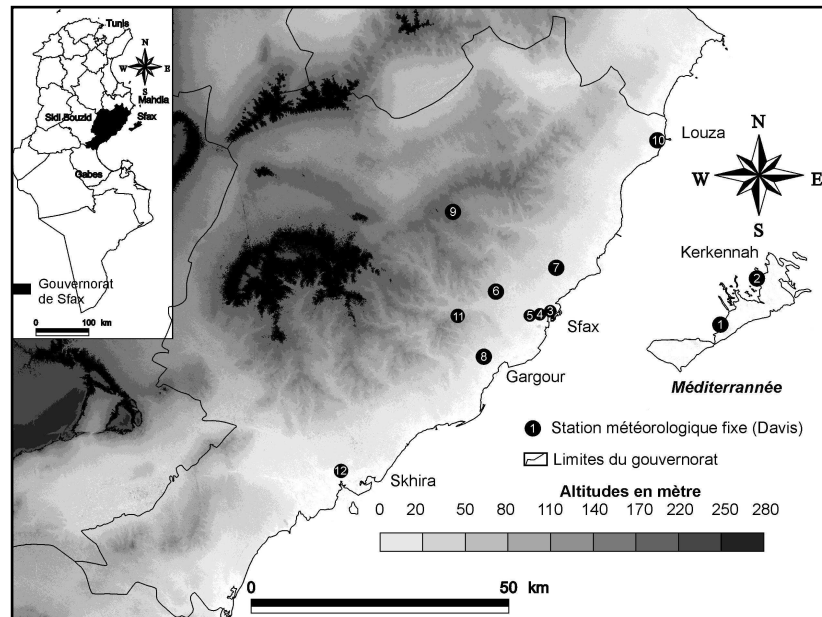 Tunis
N
W E
S
Mahdia
Sidi Bouzid
Sfax
Gabes
Gouvernorat
de Sfax
0 100 km
10
Louza
N
W E
S
9
Kerkennah
7
2
6
11
5
4
3
Sfax
1
8
Gargour
Méditerrannée
1 Station météorologique fixe (Davis)
Limites du gouvernorat
12
Skhira
Altitudes en mètre
0 20 50 80 110 140 170 220 250 280
0 50 km